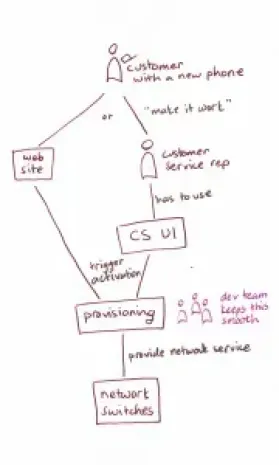 customer
with a new phone
or
"make it work"
web
site
customer
service rep
has to use
CS UI
trigger
activation
provisioning
dev team
keeps this
smooth
provide network service
network
switches